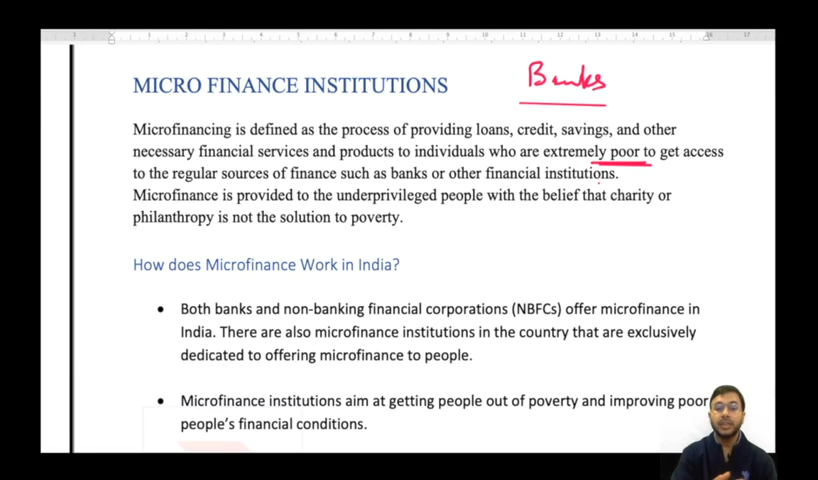 MICRO FINANCE INSTITUTIONS
Banks
Microfinancing is defined as the process of providing loans, credit, savings, and other
necessary financial services and products to individuals who are extremely poor to get access
to the regular sources of finance such as banks or other financial institutions.
Microfinance is provided to the underprivileged people with the belief that charity or
philanthropy is not the solution to poverty.
How does Microfinance Work in India?
• Both banks and non-banking financial corporations (NBFCs) offer microfinance in
India. There are also microfinance institutions in the country that are exclusively
dedicated to offering microfinance to people.
• Microfinance institutions aim at getting people out of poverty and improving poor
people's financial conditions.